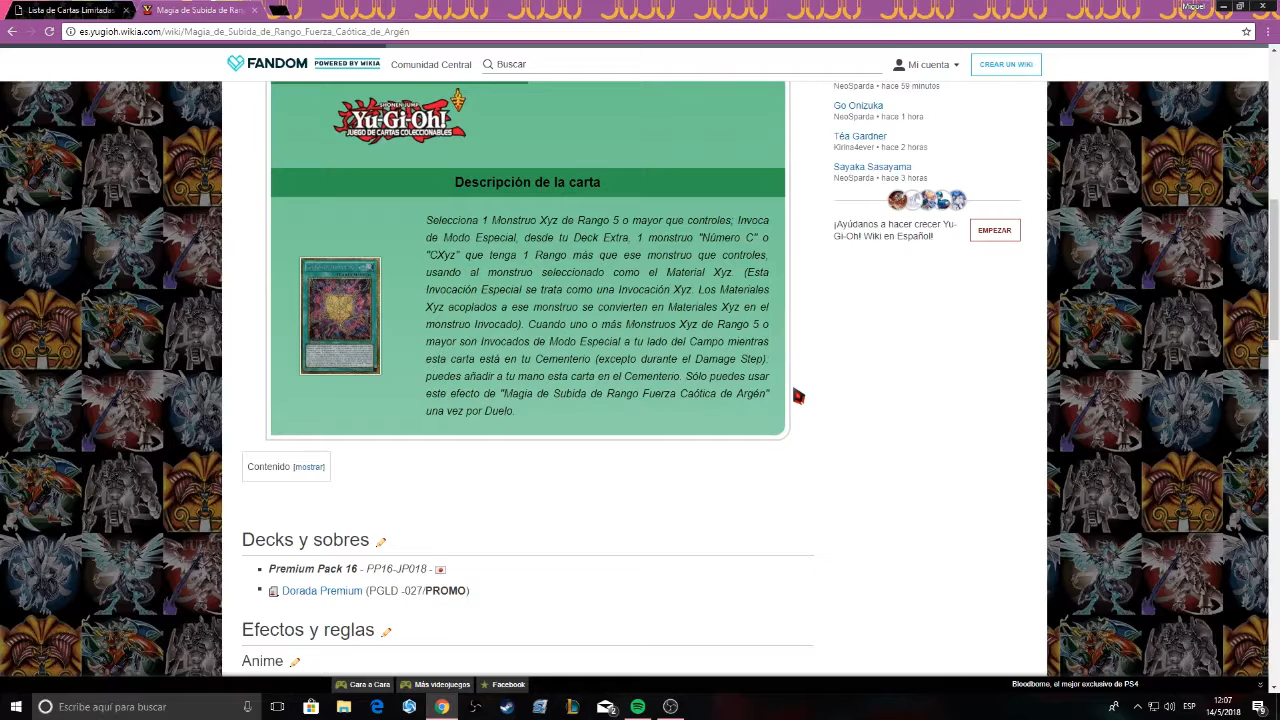 Lista de Cartas Limitadas
Magia de Subida de Rango
Miguel
es.yugioh.wikia.com/wiki/Magia_de_Subida_de_Rango_Fuerza_Caótica_de_Argén
FANDOM POWERED BY WIKIA Comunidad Central Buscar Mi cuenta CREAR UN WIKI
NeoSparda • hace 59 minutos
Go Onizuka
NeoSparda • hace 1 hora
Téa Gardner
Kirina4ever • hace 2 horas
Sayaka Sasayama
NeoSparda • hace 3 horas
¡Ayúdanos a hacer crecer Yu-
Gi-Oh! Wiki en Español!
EMPEZAR
SHONEN JUMP
Yu-Gi-Oh!
JUEGO DE CARTAS COLECCIONABLES
Descripción de la carta
Selecciona 1 Monstruo Xyz de Rango 5 o mayor que controles; Invoca
de Modo Especial, desde tu Deck Extra, 1 monstruo "Número C" o
"CXyz" que tenga 1 Rango más que ese monstruo que controles,
usando al monstruo seleccionado como el Material Xyz. (Esta
Invocación Especial se trata como una Invocación Xyz. Los Materiales
Xyz acoplados a ese monstruo se convierten en Materiales Xyz en el
monstruo Invocado). Cuando uno o más Monstruos Xyz de Rango 5 o
mayor son Invocados de Modo Especial a tu lado del Campo mientras
esta carta está en tu Cementerio (excepto durante el Damage Step):
puedes añadir a tu mano esta carta en el Cementerio. Sólo puedes usar
este efecto de "Magia de Subida de Rango Fuerza Caótica de Argén"
una vez por Duelo.
Contenido [mostrar]
Decks y sobres
Premium Pack 16 - PP16-JP018 -
Dorada Premium (PGLD -027/PROMO)
Efectos y reglas
Anime
Cara a Cara Más videojuegos Facebook
Bloodborne, el mejor exclusivo de PS4
Escribe aquí para buscar
2
ESP
12:07
14/5/2018